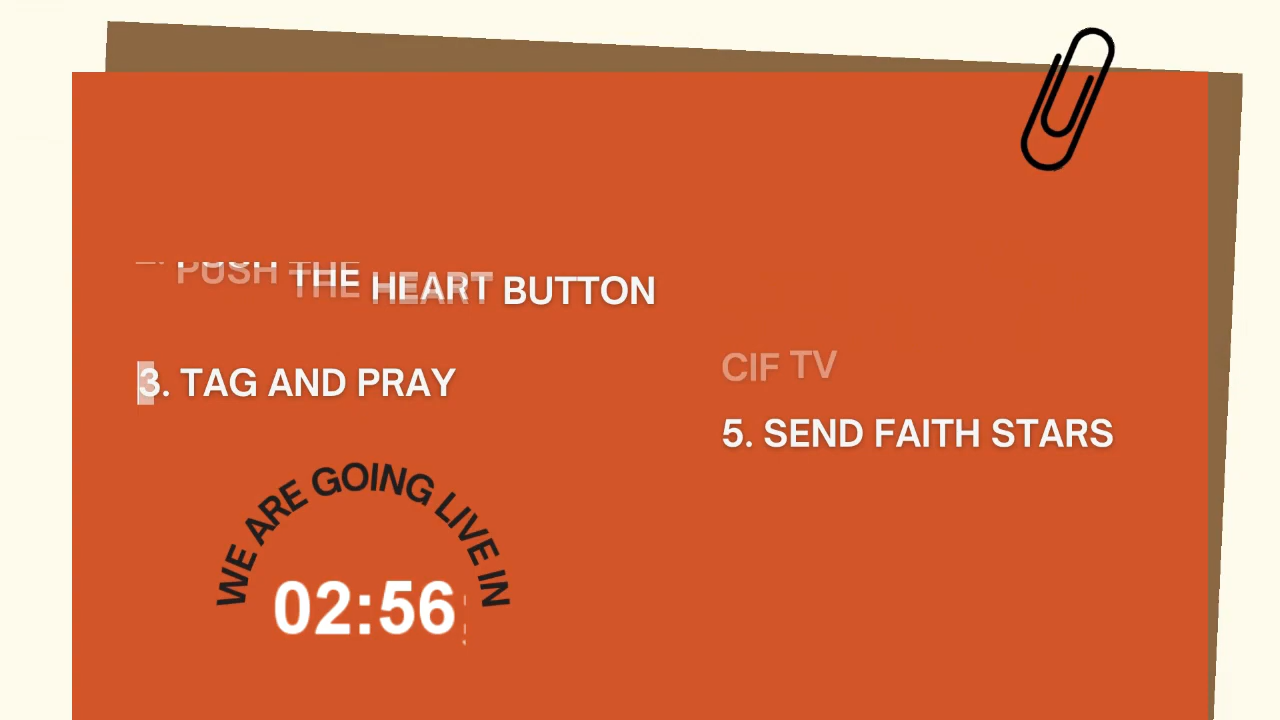 PUSH THE HEART BUTTON
3. TAG AND PRAY
CIF TV
5. SEND FAITH STARS
WE ARE GOING LIVE IN
02:56